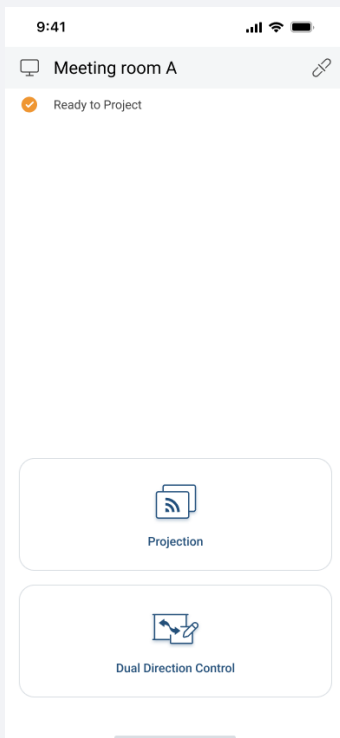 9:41
Meeting room A
Ready to Project
Projection
Dual Direction Control